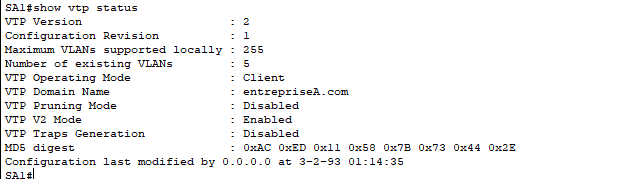 SA1#show vtp status
VTP Version                     : 2
Configuration Revision          : 1
Maximum VLANs supported locally : 255
Number of existing VLANs        : 5
VTP Operating Mode              : Client
VTP Domain Name                 : entrepriseA.com
VTP Pruning Mode                : Disabled
VTP V2 Mode                     : Enabled
VTP Traps Generation            : Disabled
MD5 digest                      : 0xAC 0xED 0x11 0x58 0x7B 0x73 0x44 0x2E
Configuration last modified by 0.0.0.0 at 3-2-93 01:14:35
SA1#